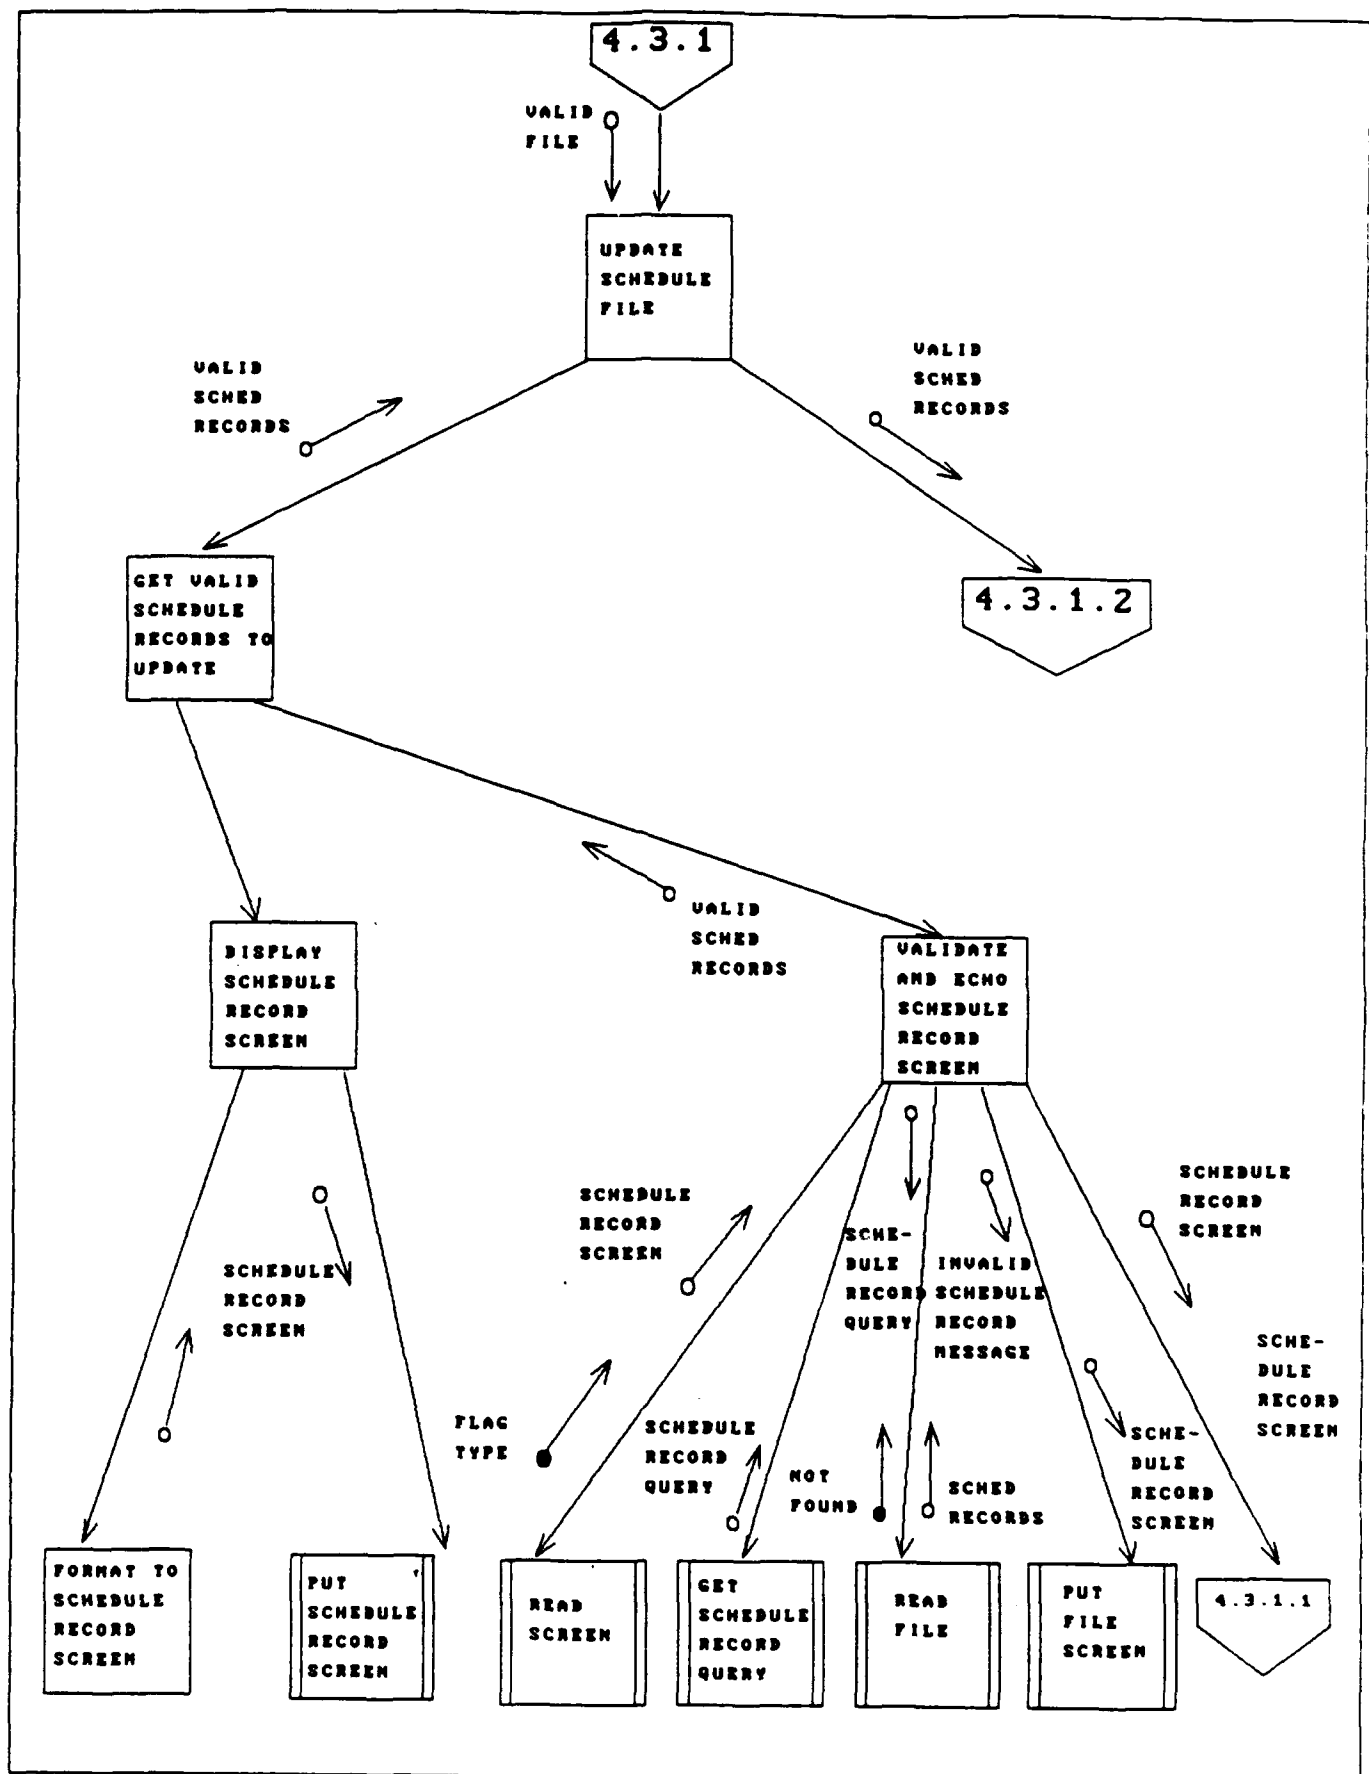 4.3.1
VALID
FILE
UPDATE
SCHEDULE
FILE
VALID
SCHED
RECORDS
VALID
SCHED
RECORDS
GET VALID
SCHEDULE
RECORDS TO
UPDATE
4.3.1.2
VALID
SCHED
RECORDS
DISPLAY
SCHEDULE
RECORD
SCREEN
VALIDATE
AND ECHO
SCHEDULE
RECORD
SCREEN
SCHEDULE
RECORD
SCREEN
SCHEDULE
RECORD
SCREEN
SCHE-
DULE
RECORD
QUERY
INVALID
SCHEDULE
RECORD
MESSAGE
SCHEDULE
RECORD
SCREEN
SCHE-
DULE
RECORD
SCREEN
FLAG
TYPE
SCHEDULE
RECORD
QUERY
NOT
FOUND
SCHED
RECORDS
SCHE-
DULE
RECORD
SCREEN
FORMAT TO
SCHEDULE
RECORD
SCREEN
PUT
SCHEDULE
RECORD
SCREEN
READ
SCREEN
GET
SCHEDULE
RECORD
QUERY
READ
FILE
PUT
FILE
SCREEN
4.3.1.1